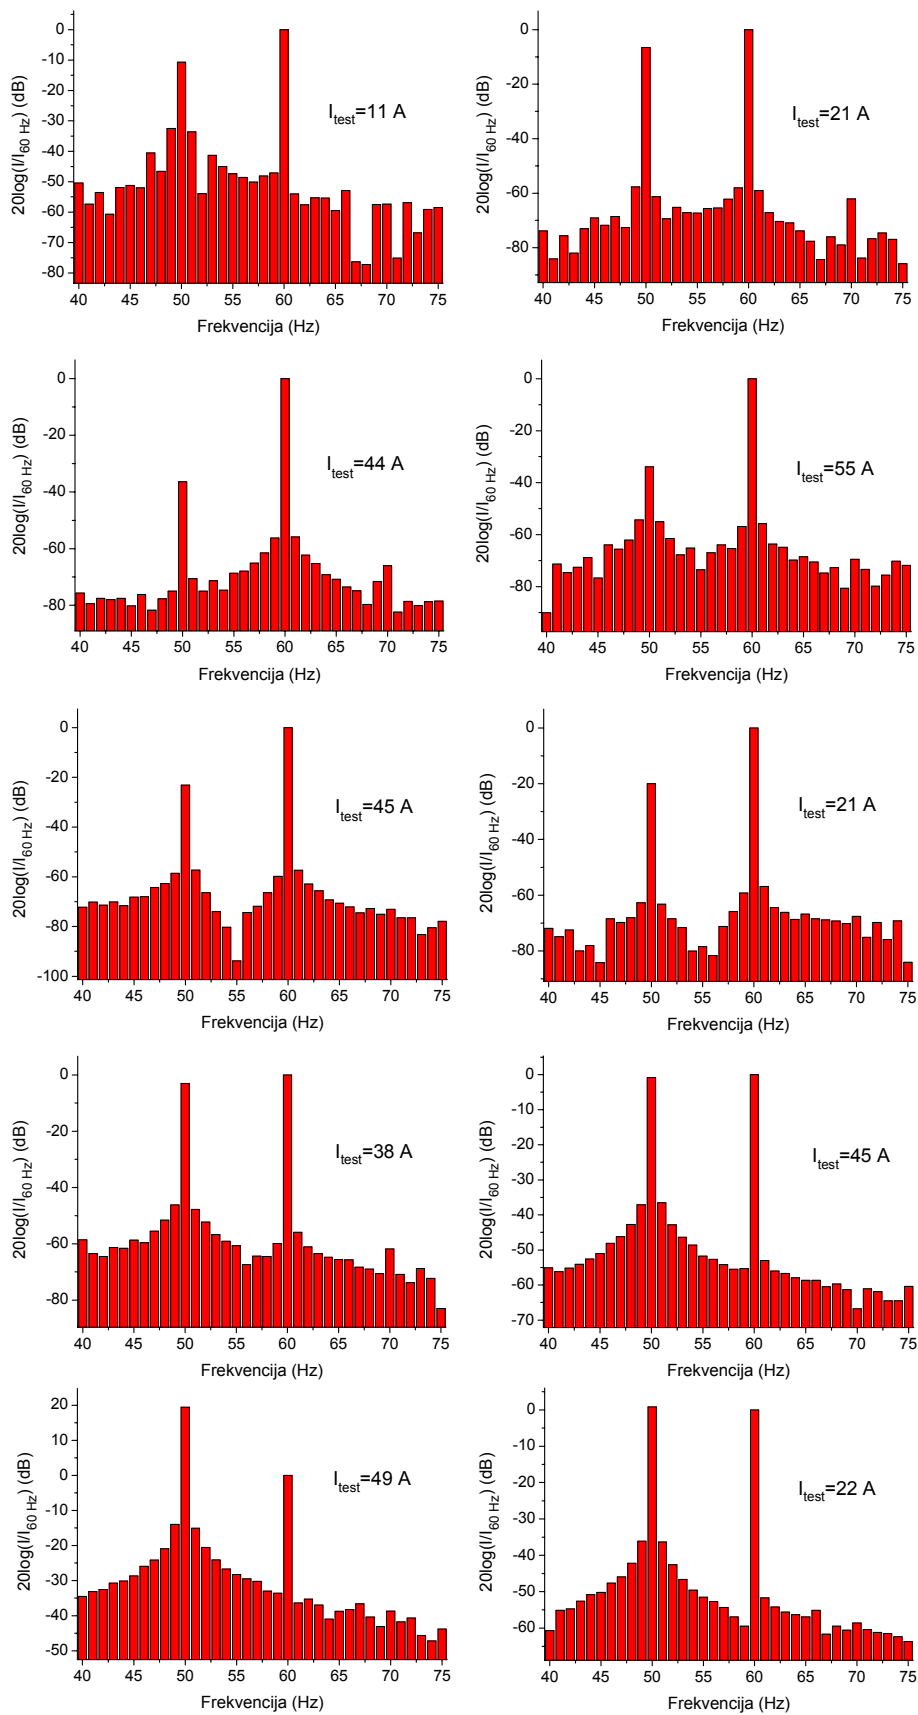 20log(I/I60 Hz) (dB)
0
-10
-20
-30
-40
-50
-60
-70
-80
Itest=11 A
40 45 50 55 60 65 70 75
Frekvencija (Hz)
20log(I/I60 Hz) (dB)
0
-20
-40
-60
-80
Itest=21 A
40 45 50 55 60 65 70 75
Frekvencija (Hz)
20log(I/I60 Hz) (dB)
0
-20
-40
-60
-80
Itest=44 A
40 45 50 55 60 65 70 75
Frekvencija (Hz)
20log(I/I60 Hz) (dB)
0
-20
-40
-60
-80
Itest=55 A
40 45 50 55 60 65 70 75
Frekvencija (Hz)
20log(I/I60 Hz) (dB)
0
-20
-40
-60
-80
-100
Itest=45 A
40 45 50 55 60 65 70 75
Frekvencija (Hz)
20log(I/I60 Hz) (dB)
0
-20
-40
-60
-80
Itest=21 A
40 45 50 55 60 65 70 75
Frekvencija (Hz)
20log(I/I60 Hz) (dB)
0
-20
-40
-60
-80
Itest=38 A
40 45 50 55 60 65 70 75
Frekvencija (Hz)
20log(I/I60 Hz) (dB)
0
-10
-20
-30
-40
-50
-60
-70
Itest=45 A
40 45 50 55 60 65 70 75
Frekvencija (Hz)
20log(I/I60 Hz) (dB)
20
10
0
-10
-20
-30
-40
-50
Itest=49 A
40 45 50 55 60 65 70 75
Frekvencija (Hz)
20log(I/I60 Hz) (dB)
0
-10
-20
-30
-40
-50
-60
Itest=22 A
40 45 50 55 60 65 70 75
Frekvencija (Hz)